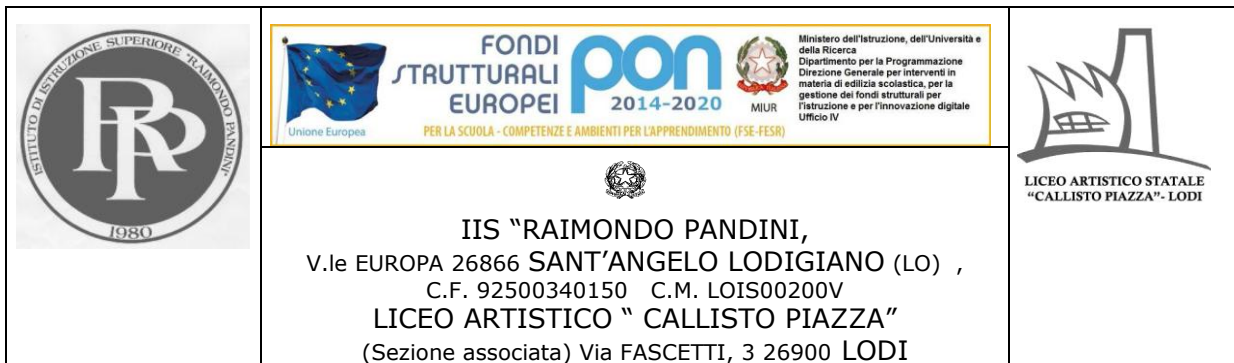 ISTITUTO DI ISTRUZIONE SUPERIORE "RAIMONDO PANDINI"
RP
1980
Unione Europea
FONDI
STRUTTURALI
EUROPEI
pon
2014-2020
MIUR
Ministero dell'Istruzione, dell'Università e
della Ricerca
Dipartimento per la Programmazione
Direzione Generale per interventi in
materia di edilizia scolastica, per la
gestione dei fondi strutturali per
l'istruzione e per l'innovazione digitale
Ufficio IV
PER LA SCUOLA - COMPETENZE E AMBIENTI PER L'APPRENDIMENTO (FSE-FESR)
IIS "RAIMONDO PANDINI,
V.le EUROPA 26866 SANT'ANGELO LODIGIANO (LO) ,
C.F. 92500340150 C.M. LOIS00200V
LICEO ARTISTICO " CALLISTO PIAZZA"
(Sezione associata) Via FASCETTI, 3 26900 LODI
LICEO ARTISTICO STATALE
"CALLISTO PIAZZA"- LODI